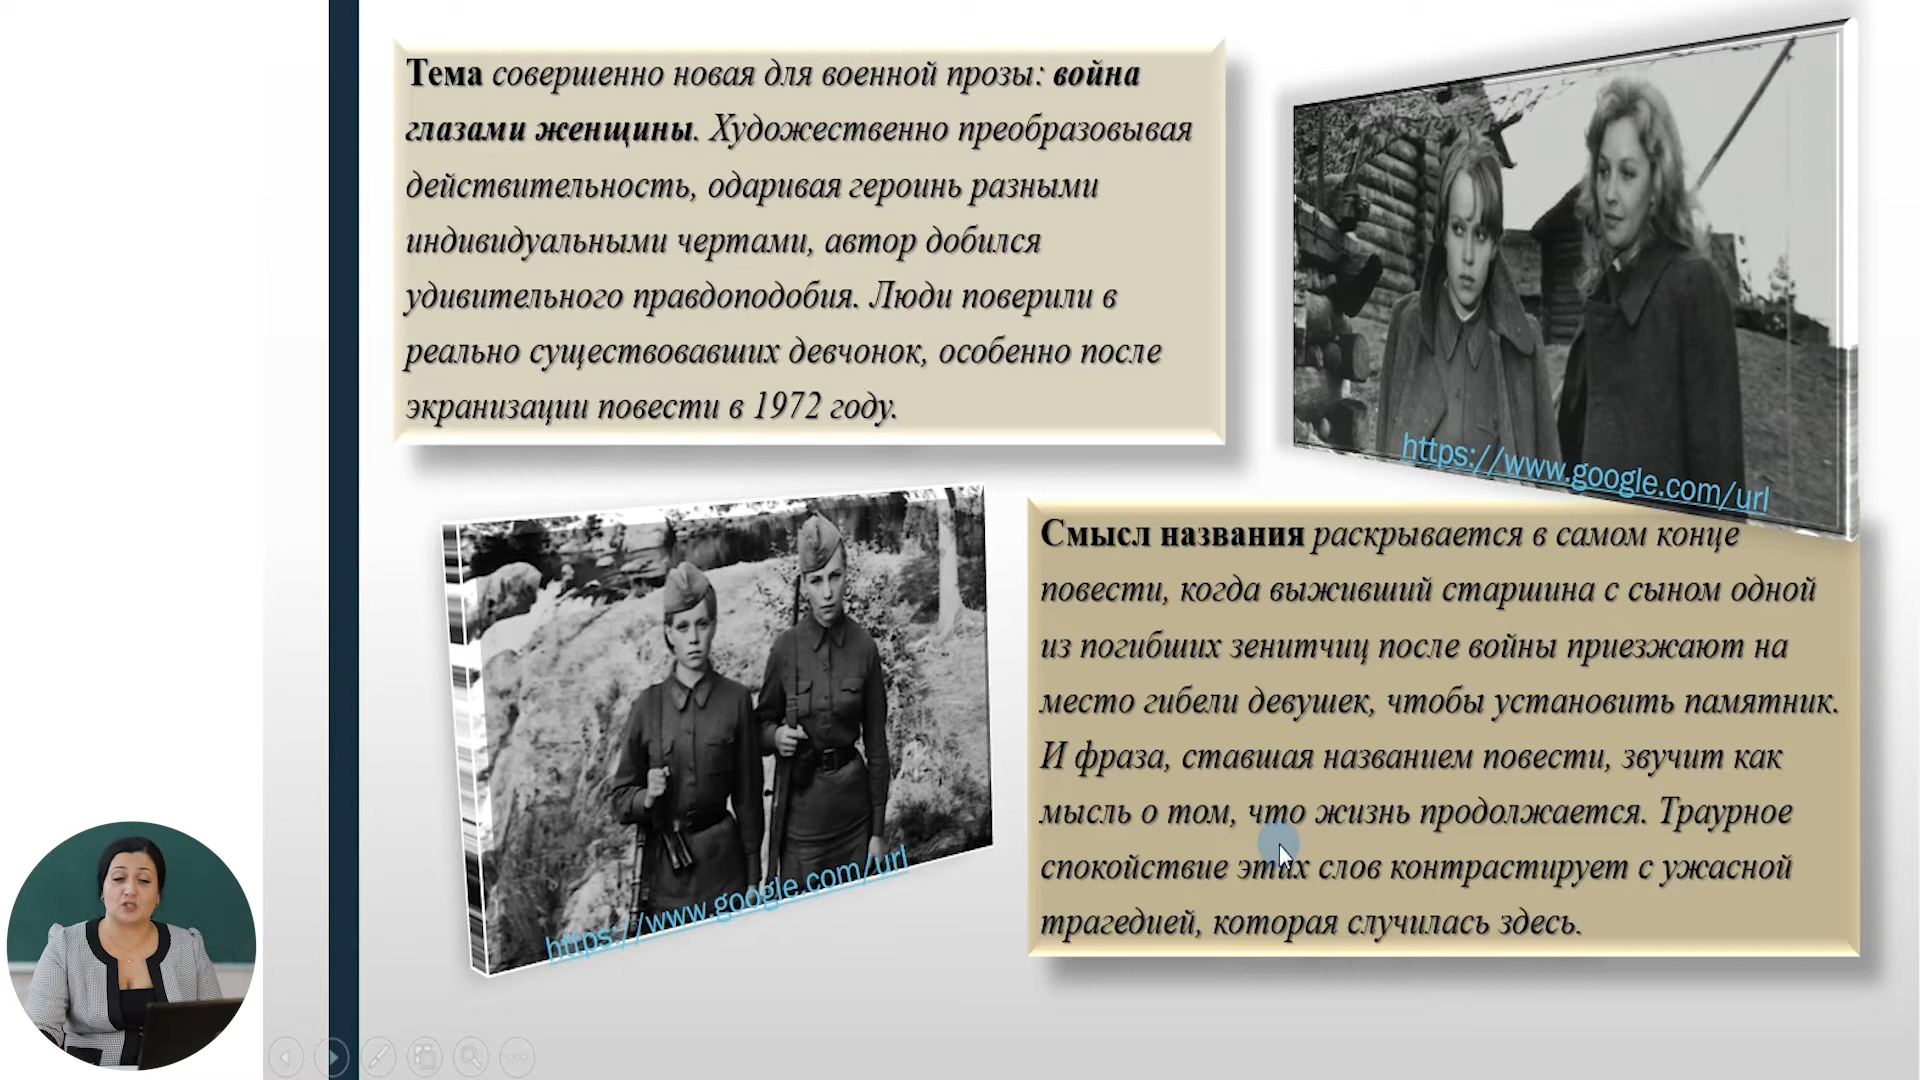 Тема совершенно новая для военной прозы: война
глазами женщины. Художественно преобразовывая
действительность, одаривая героинь разными
индивидуальными чертами, автор добился
удивительного правдоподобия. Люди поверили в
реально существовавших девчонок, особенно после
экранизации повести в 1972 году.
https://www.google.com/url
Смысл названия раскрывается в самом конце
повести, когда выживший старшина с сыном одной
из погибших зенитчиц после войны приезжают на
место гибели девушек, чтобы установить памятник.
И фраза, ставшая названием повести, звучит как
мысль о том, что жизнь продолжается. Траурное
спокойствие этих слов контрастирует с ужасной
трагедией, которая случилась здесь.
https://www.google.com/url